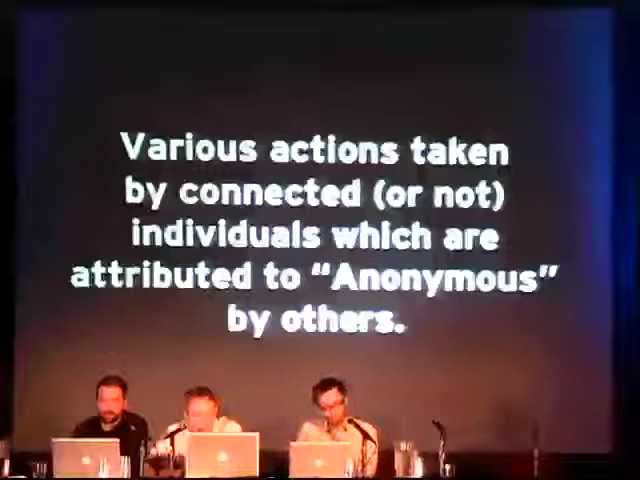 Various actions taken
by connected (or not)
individuals which are
attributed to "Anonymous"
by others.